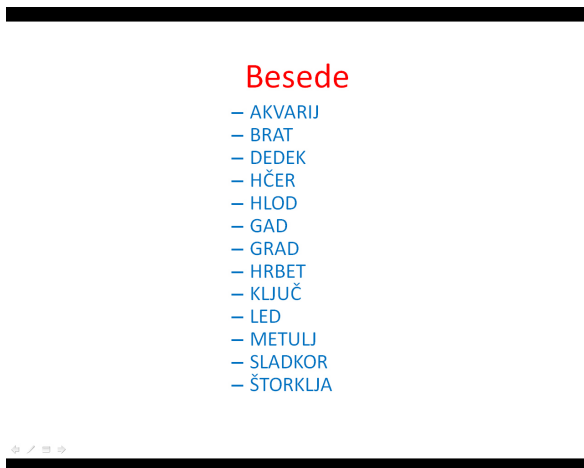 Besede
– AKVARIJ
– BRAT
– DEDEK
– HČER
– HLOD
– GAD
– GRAD
– HRBET
– KLJUČ
– LED
– METULJ
– SLADKOR
– ŠTORKLJA